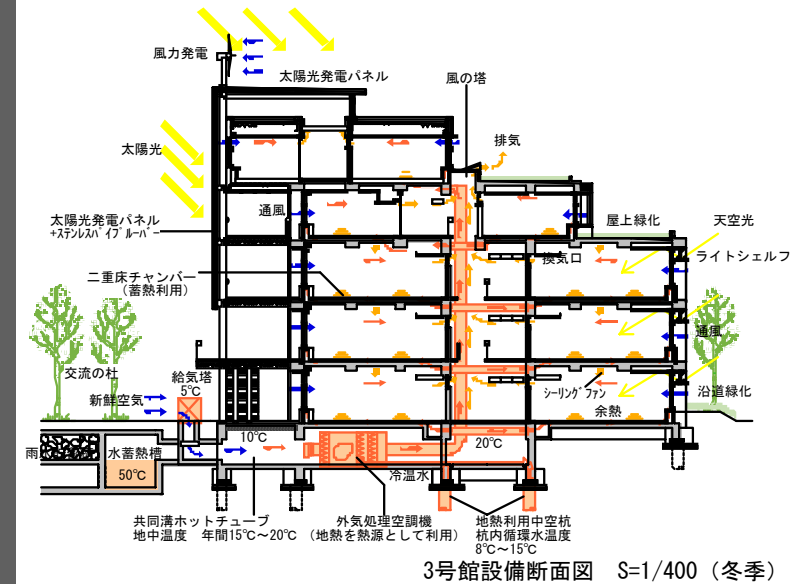 風力発電
太陽光発電パネル
風の塔
排気
太陽光
通風
太陽光発電パネル
+ステンレスパイプルーバー
屋上緑化
天空光
換気口
ライトシェルフ
二重床チャンバー
(蓄熱利用)
通風
交流の杜
給気塔
5℃
新鮮空気
シーリングファン
沿道緑化
余熱
10℃
20℃
雨
水蓄熱槽
50℃
冷温水
共同溝ホットチューブ
地中温度 年間15℃~20℃
外気処理空調機
(地熱を熱源として利用)
地熱利用中空杭
杭内循環水温度
8℃~15℃
3号館設備断面図 S=1/400(冬季)